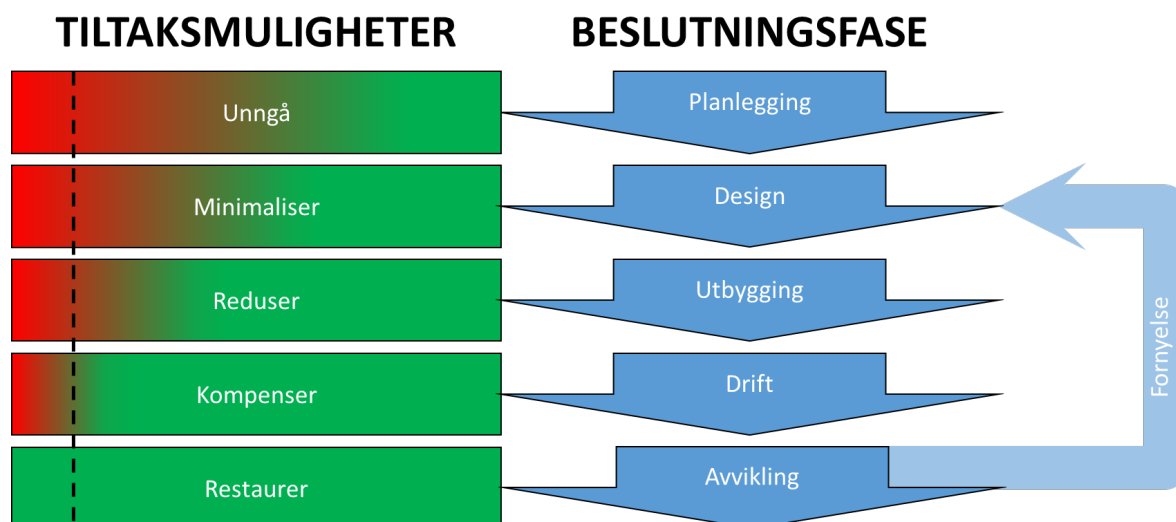 TILTAKSMULIGHETER
BESLUTNINGSFASE
Unngå
Planlegging
Minimaliser
Design
Reduser
Utbygging
Kompenser
Drift
Restaurer
Avvikling
Fornyelse